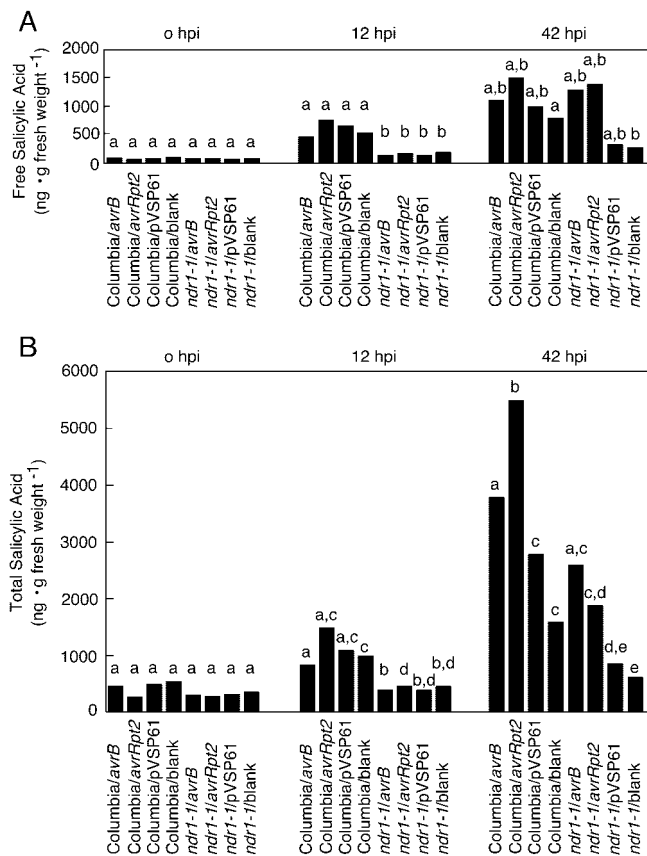 A
o hpi 12 hpi 42 hpi
Free Salicylic Acid
(ng • g fresh weight -1)
2000
1500
1000
500
0
a a a a a a a a
a a a a b b b b
a,b a,b a,b a a,b a,b a,b b
Columbia/avrB
Columbia/avrRpt2
Columbia/pVSP61
Columbia/blank
ndr1-1/avrB
ndr1-1/avrRpt2
ndr1-1/pVSP61
ndr1-1/blank
Columbia/avrB
Columbia/avrRpt2
Columbia/pVSP61
Columbia/blank
ndr1-1/avrB
ndr1-1/avrRpt2
ndr1-1/pVSP61
ndr1-1/blank
Columbia/avrB
Columbia/avrRpt2
Columbia/pVSP61
Columbia/blank
ndr1-1/avrB
ndr1-1/avrRpt2
ndr1-1/pVSP61
ndr1-1/blank
B
o hpi 12 hpi 42 hpi
Total Salicylic Acid
(ng • g fresh weight -1)
6000
5000
4000
3000
2000
1000
0
a a a a a a a a
a a,c a,c c b d b,d b,d
a b c c a,c c,d d,e e
Columbia/avrB
Columbia/avrRpt2
Columbia/pVSP61
Columbia/blank
ndr1-1/avrB
ndr1-1/avrRpt2
ndr1-1/pVSP61
ndr1-1/blank
Columbia/avrB
Columbia/avrRpt2
Columbia/pVSP61
Columbia/blank
ndr1-1/avrB
ndr1-1/avrRpt2
ndr1-1/pVSP61
ndr1-1/blank
Columbia/avrB
Columbia/avrRpt2
Columbia/pVSP61
Columbia/blank
ndr1-1/avrB
ndr1-1/avrRpt2
ndr1-1/pVSP61
ndr1-1/blank